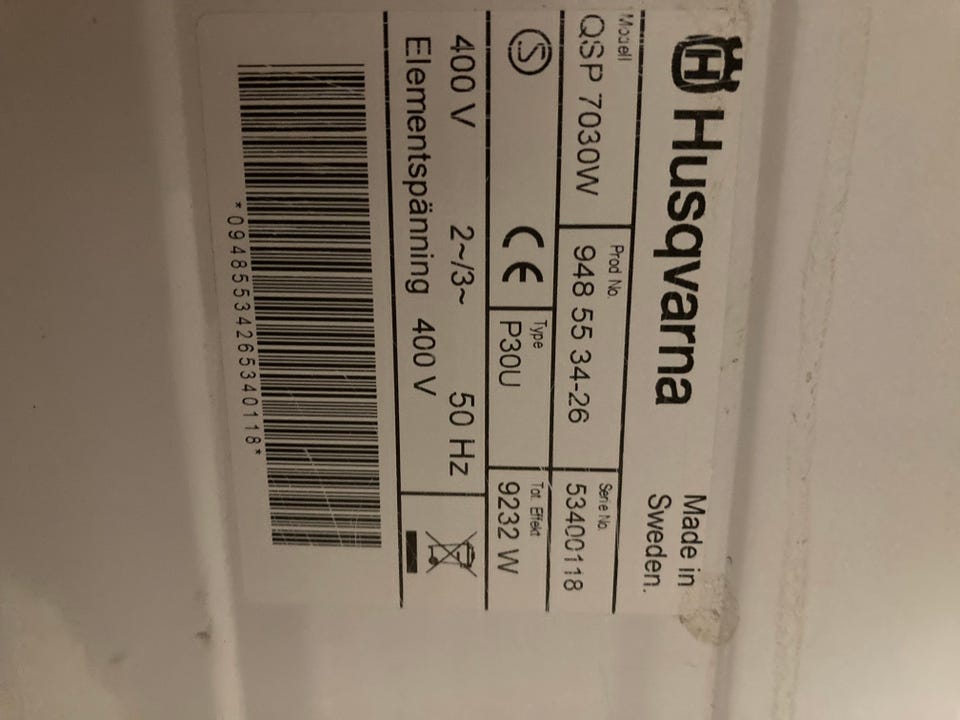 Husqvarna
Made in
Sweden.
Modell
QSP 7030W
Prod No.
948 55 34-26
Serie No.
53400118
S
CE
Type
P30U
Tot. Effekt
9232 W
400 V 2~/3~ 50 Hz
Elementspänning 400 V
*09485534265340118*